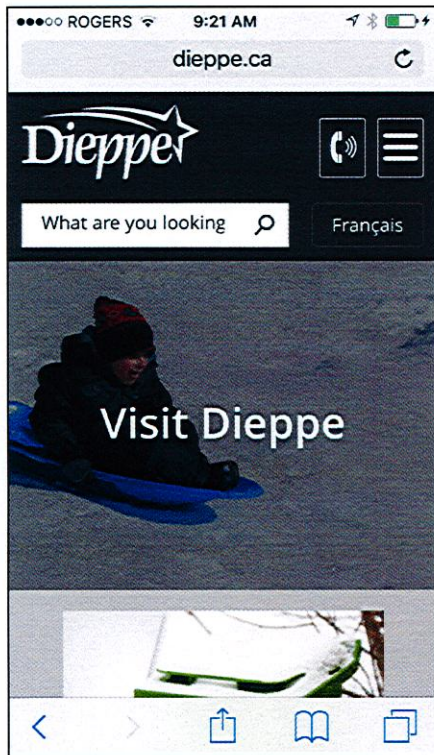 ●●●○○ ROGERS 9:21 AM
dieppe.ca
Dieppe
What are you looking
Français
Visit Dieppe